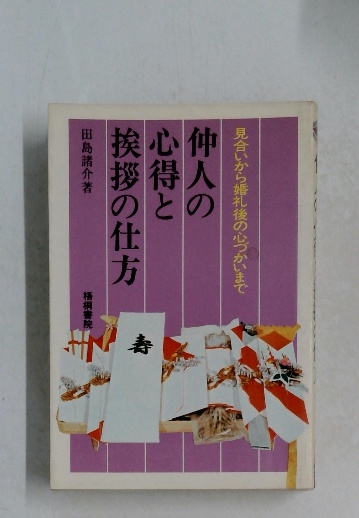 見合いから婚礼後の心づかいまで
仲人の
心得と
挨拶の仕方
田島諸介著
梧桐書院
寿